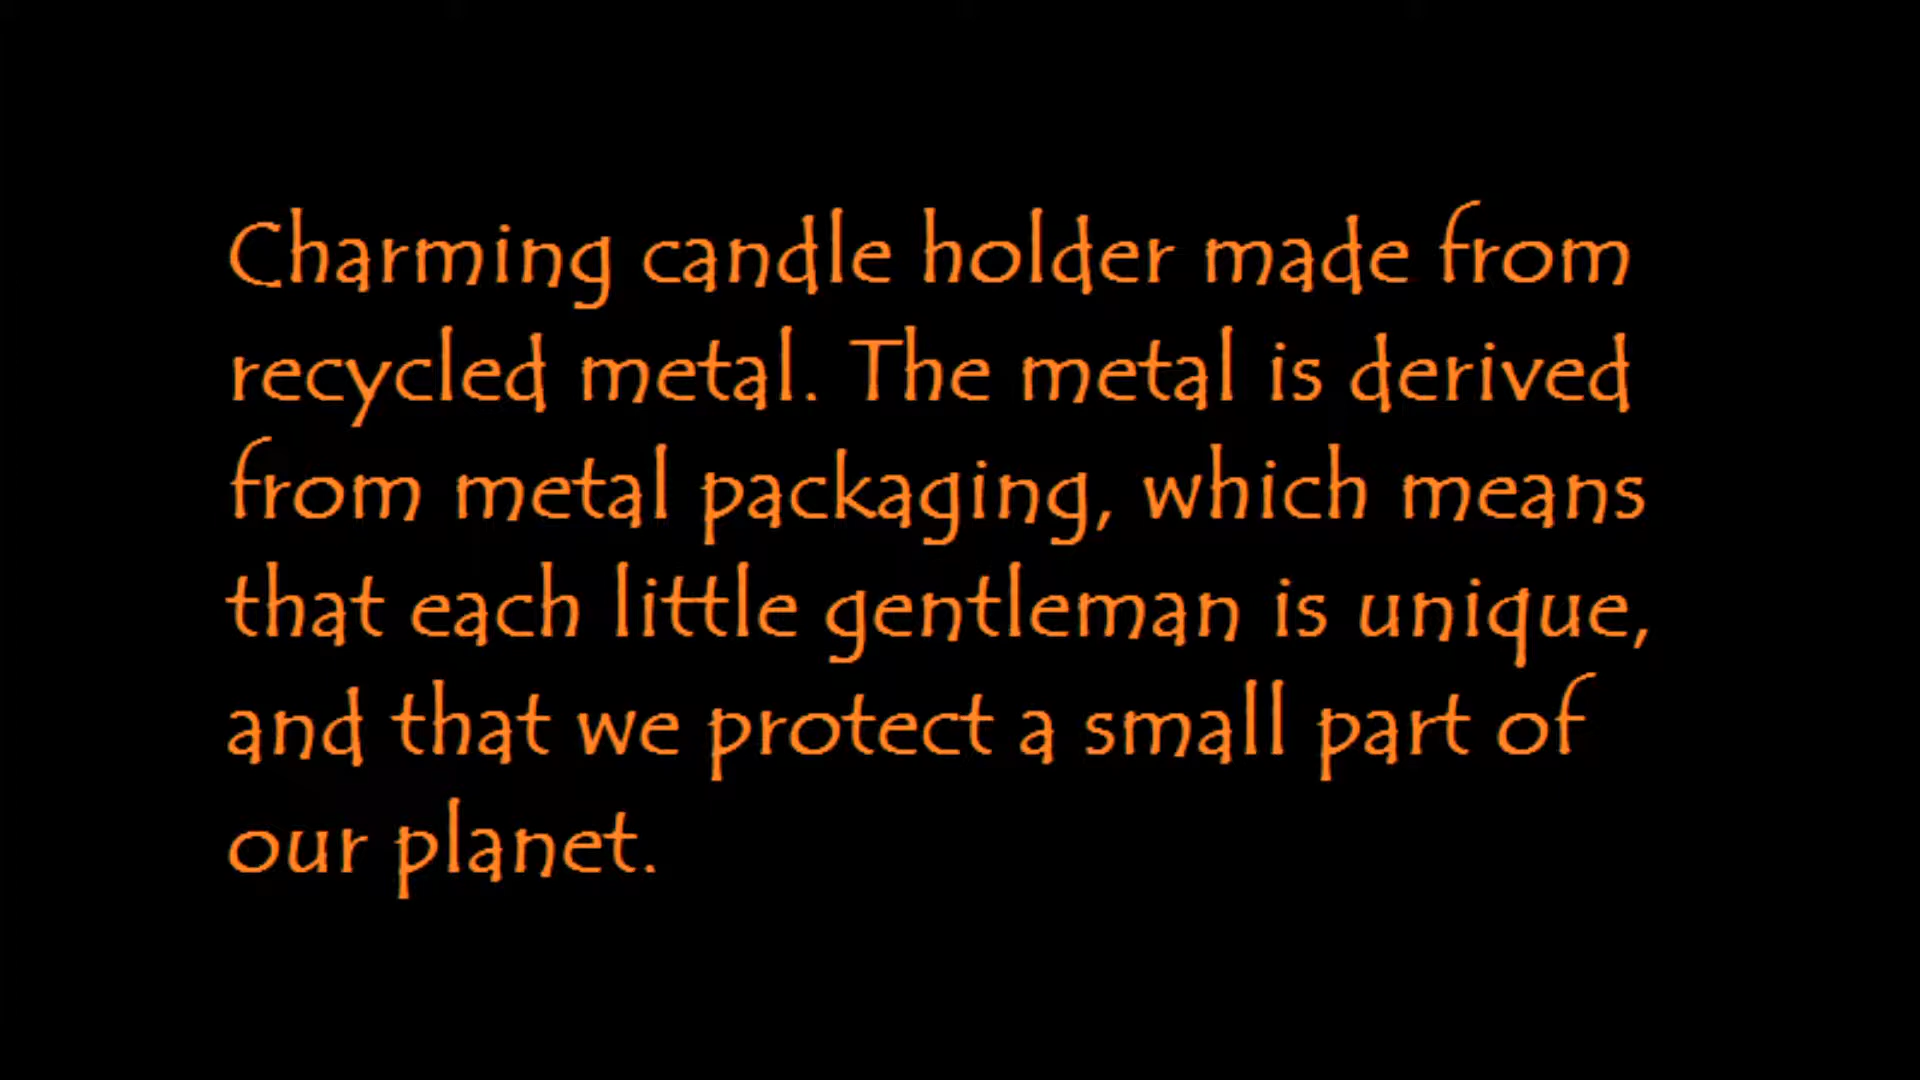 Charming candle holder made from
recycled metal. The metal is derived
from metal packaging, which means
that each little gentleman is unique,
and that we protect a small part of
our planet.